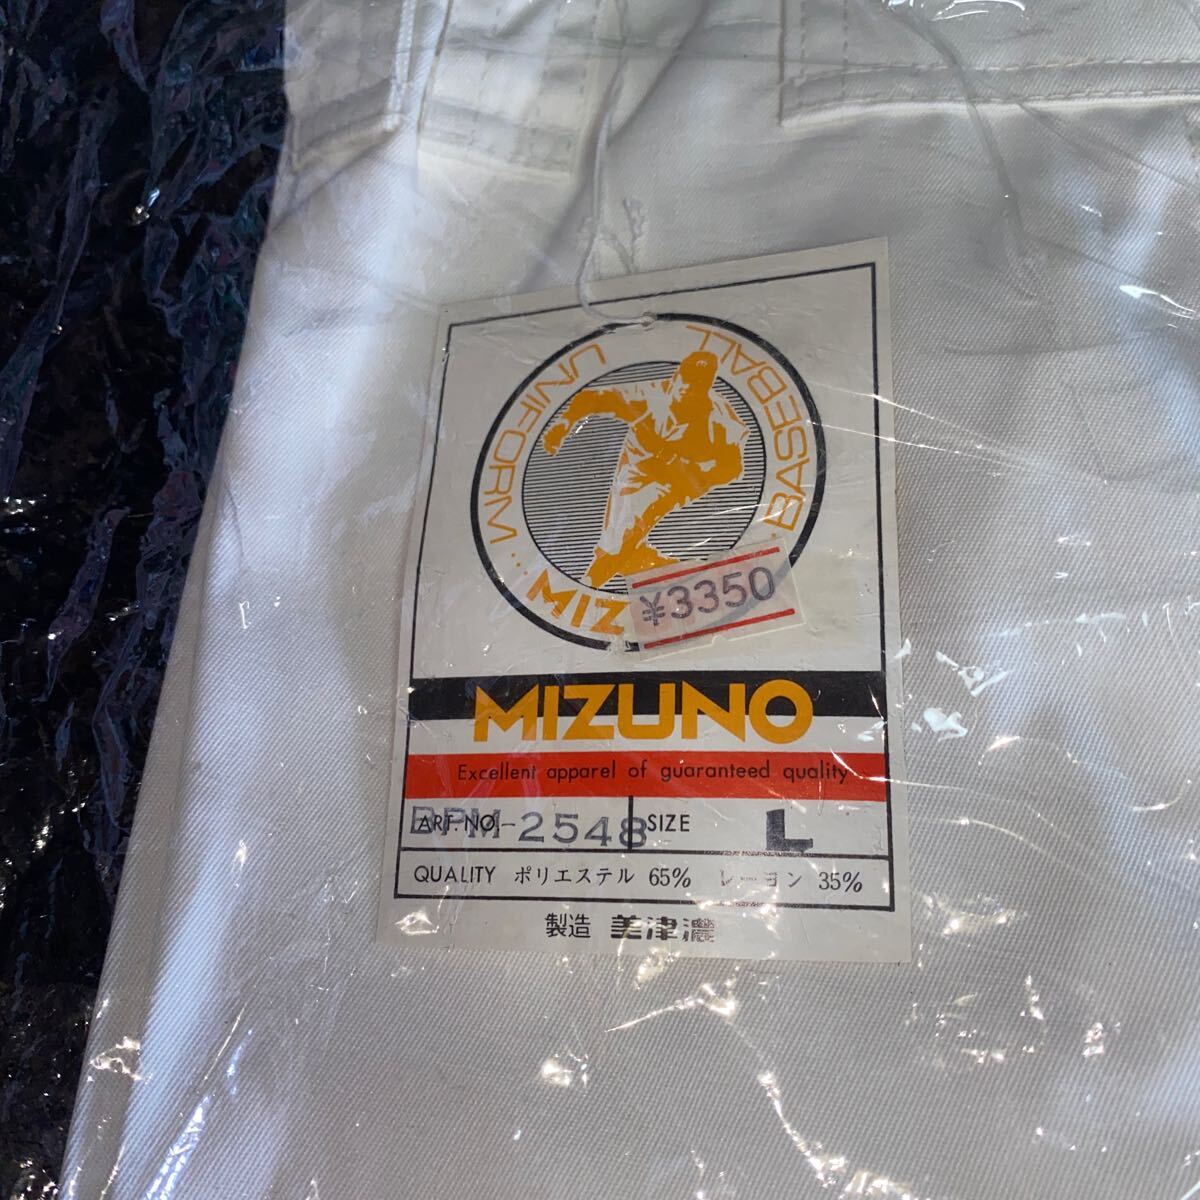 UNIFORM.... MIZ
BASEBALL
¥3350
MIZUNO
Excellent apparel of guaranteed quality
ART. NO. BPM-2548 SIZE L
QUALITY ポリエステル 65% レーヨン 35%
製造 美津濃